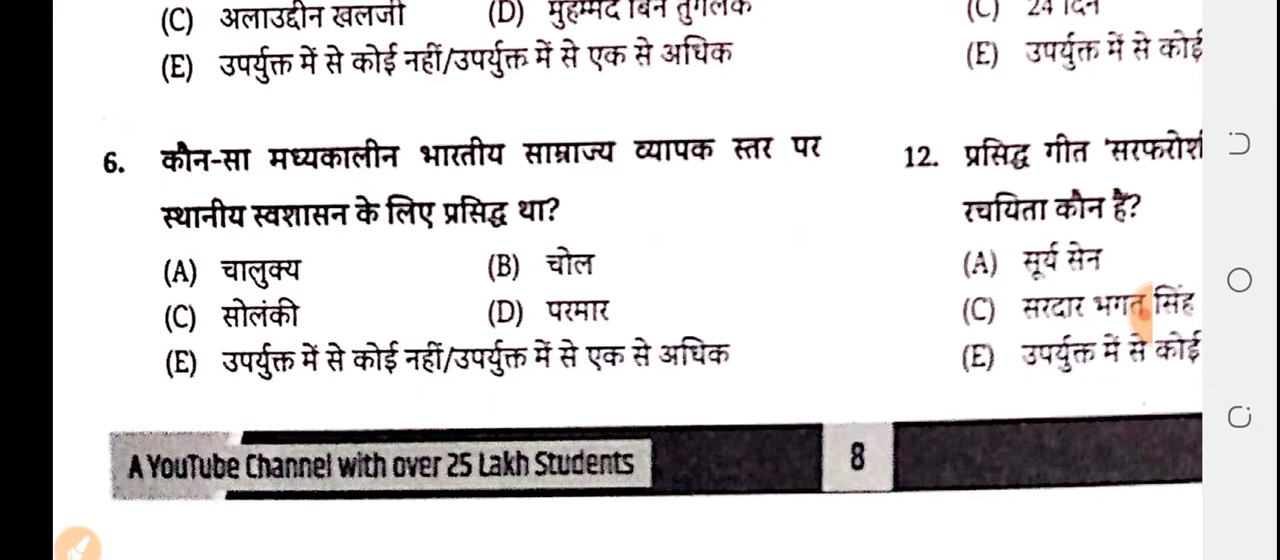 (C) अलाउद्दीन खलजी (D) मुहम्मद बिन तुगलक
(E) उपर्युक्त में से कोई नहीं/उपर्युक्त में से एक से अधिक
6. कौन-सा मध्यकालीन भारतीय साम्राज्य व्यापक स्तर पर
स्थानीय स्वशासन के लिए प्रसिद्ध था?
(A) चालुक्य (B) चोल
(C) सोलंकी (D) परमार
(E) उपर्युक्त में से कोई नहीं/उपर्युक्त में से एक से अधिक
(C) 24 दिन
(E) उपर्युक्त में से कोई
12. प्रसिद्ध गीत 'सरफरोशी
रचयिता कौन हैं?
(A) सूर्य सेन
(C) सरदार भगत सिंह
(E) उपर्युक्त में से कोई
A YouTube Channel with over 25 Lakh Students
8